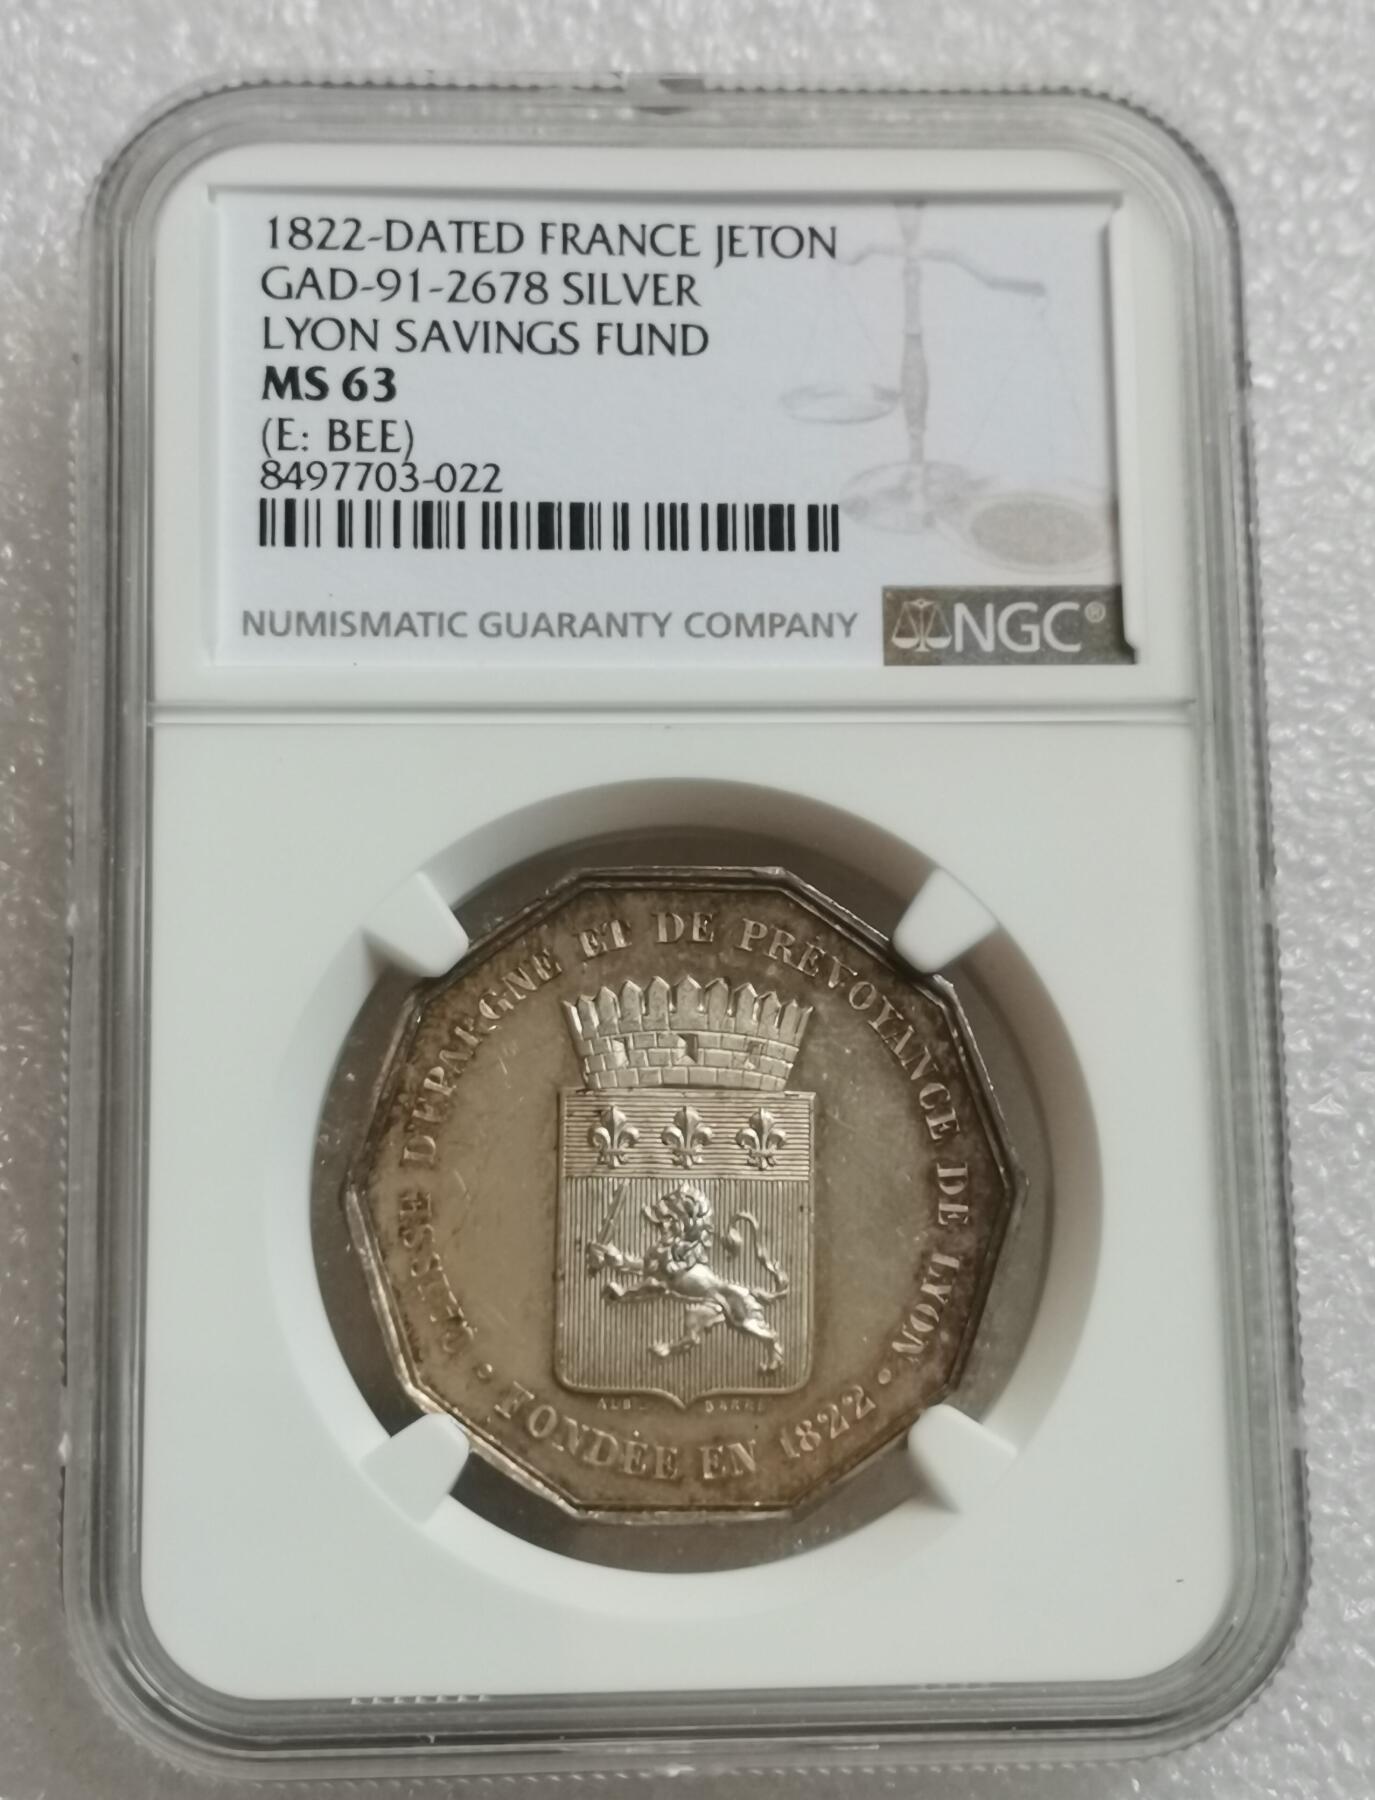 1822-DATED FRANCE JETON
GAD-91-2678 SILVER
LYON SAVINGS FUND
MS 63
(E: BEE)
8497703-022
NUMISMATIC GUARANTY COMPANY
NGC®
CAISSE D'EPARGNE ET DE PRÉVOYANCE DE LYON
• FONDÉE EN 1822 •
BARRE